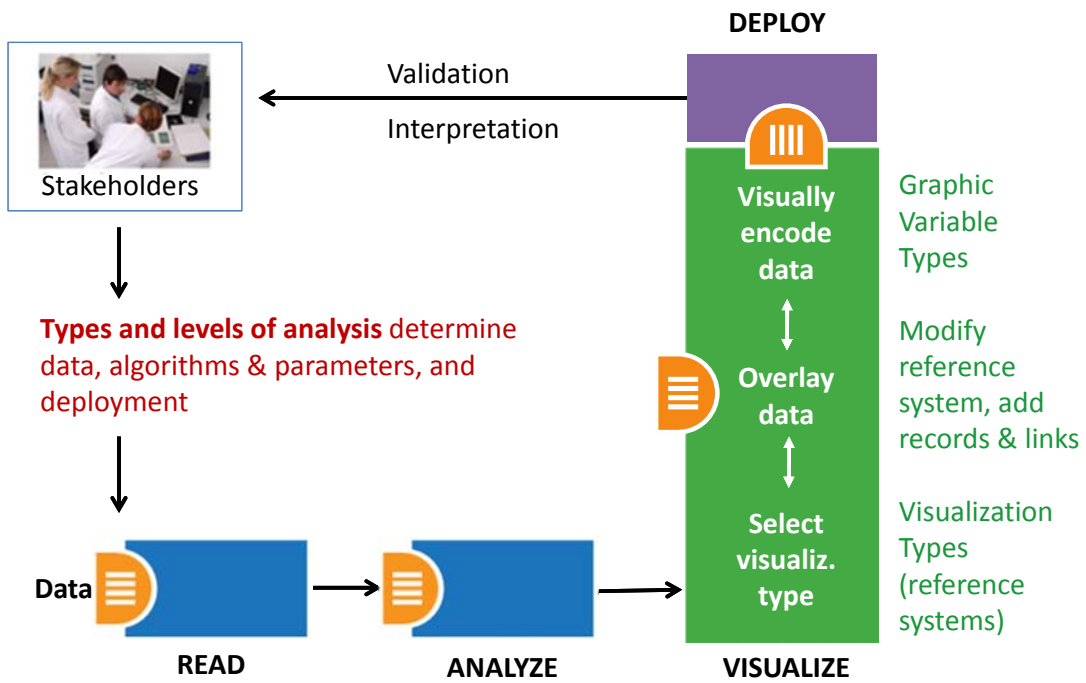 DEPLOY
Validation
Interpretation
Stakeholders
Visually
encode
data
Graphic
Variable
Types
Types and levels of analysis determine
data, algorithms & parameters, and
deployment
Overlay
data
Modify
reference
system, add
records & links
Select
visualiz.
type
Visualization
Types
(reference
systems)
Data
READ
ANALYZE
VISUALIZE